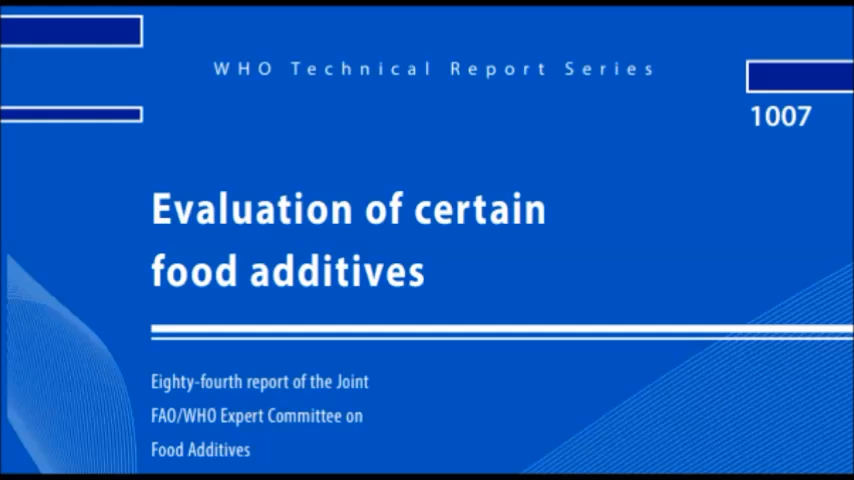 WHO Technical Report Series
1007
Evaluation of certain
food additives
Eighty-fourth report of the Joint
FAO/WHO Expert Committee on
Food Additives